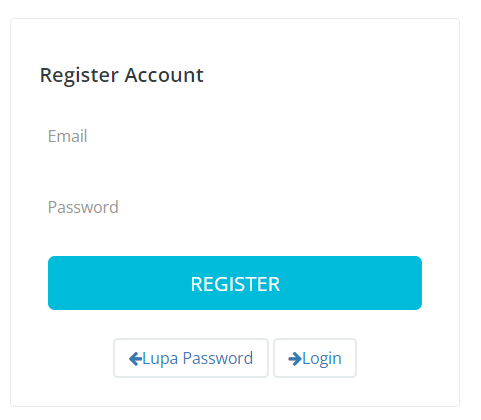 Register Account
Email
Password
REGISTER
Lupa Password Login